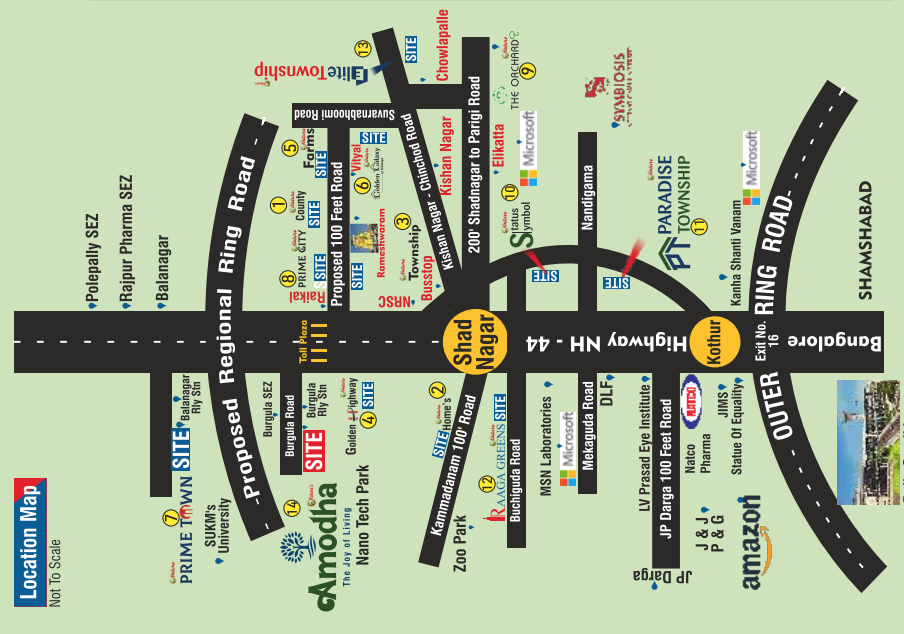 Location Map
Not To Scale
Polepally SEZ
Rajpur Pharma SEZ
Balanagar
Balanagar
Rly Stn
SITE
7
PRIME TOWN
SUKM's
University
Proposed Regional Ring Road
Burgula SEZ
Burgula Road
Burgula
Rly Stn
SITE
14
Amodha
The Joy of Living
Nano Tech Park
Golden Highway
4
SITE
Toll Plaza
Raikal
8
PRIME CITY
SITE
1
County
SITE
5
Farms
SITE
Proposed 100 Feet Road
Suvarnabhoomi Road
SITE
Rameshwaram
Vityal
SITE
6
Golden Galaxy
3
Township
NRSC
Busstop
Kishan Nagar - Chinchod Road
Kishan Nagar
Elite Township
13
SITE
Chowlapalle
200' Shadnagar to Parigi Road
Shad
Nagar
2
Home's
SITE
Kammadanam 100' Road
Zoo Park
12
RAAGA GREENS
SITE
Buchiguda Road
Elikatta
Microsoft
9
THE ORCHARD
10
Status
Symbol
SITE
MSN Laboratories
Microsoft
Mekaguda Road
DLF
Nandigama
SYMBIOSIS
SITE
PARADISE
TOWNSHIP
11
Bangalore Highway NH - 44
LV Prasad Eye Institute
JP Darga 100 Feet Road
JP Darga
Kothur
NATCO
Natco
Pharma
JIMS
Statue Of Equality
J & J
P & G
amazon
Kanha Shanti Vanam
Microsoft
Exit No.
16
OUTER RING ROAD
SHAMSHABAD